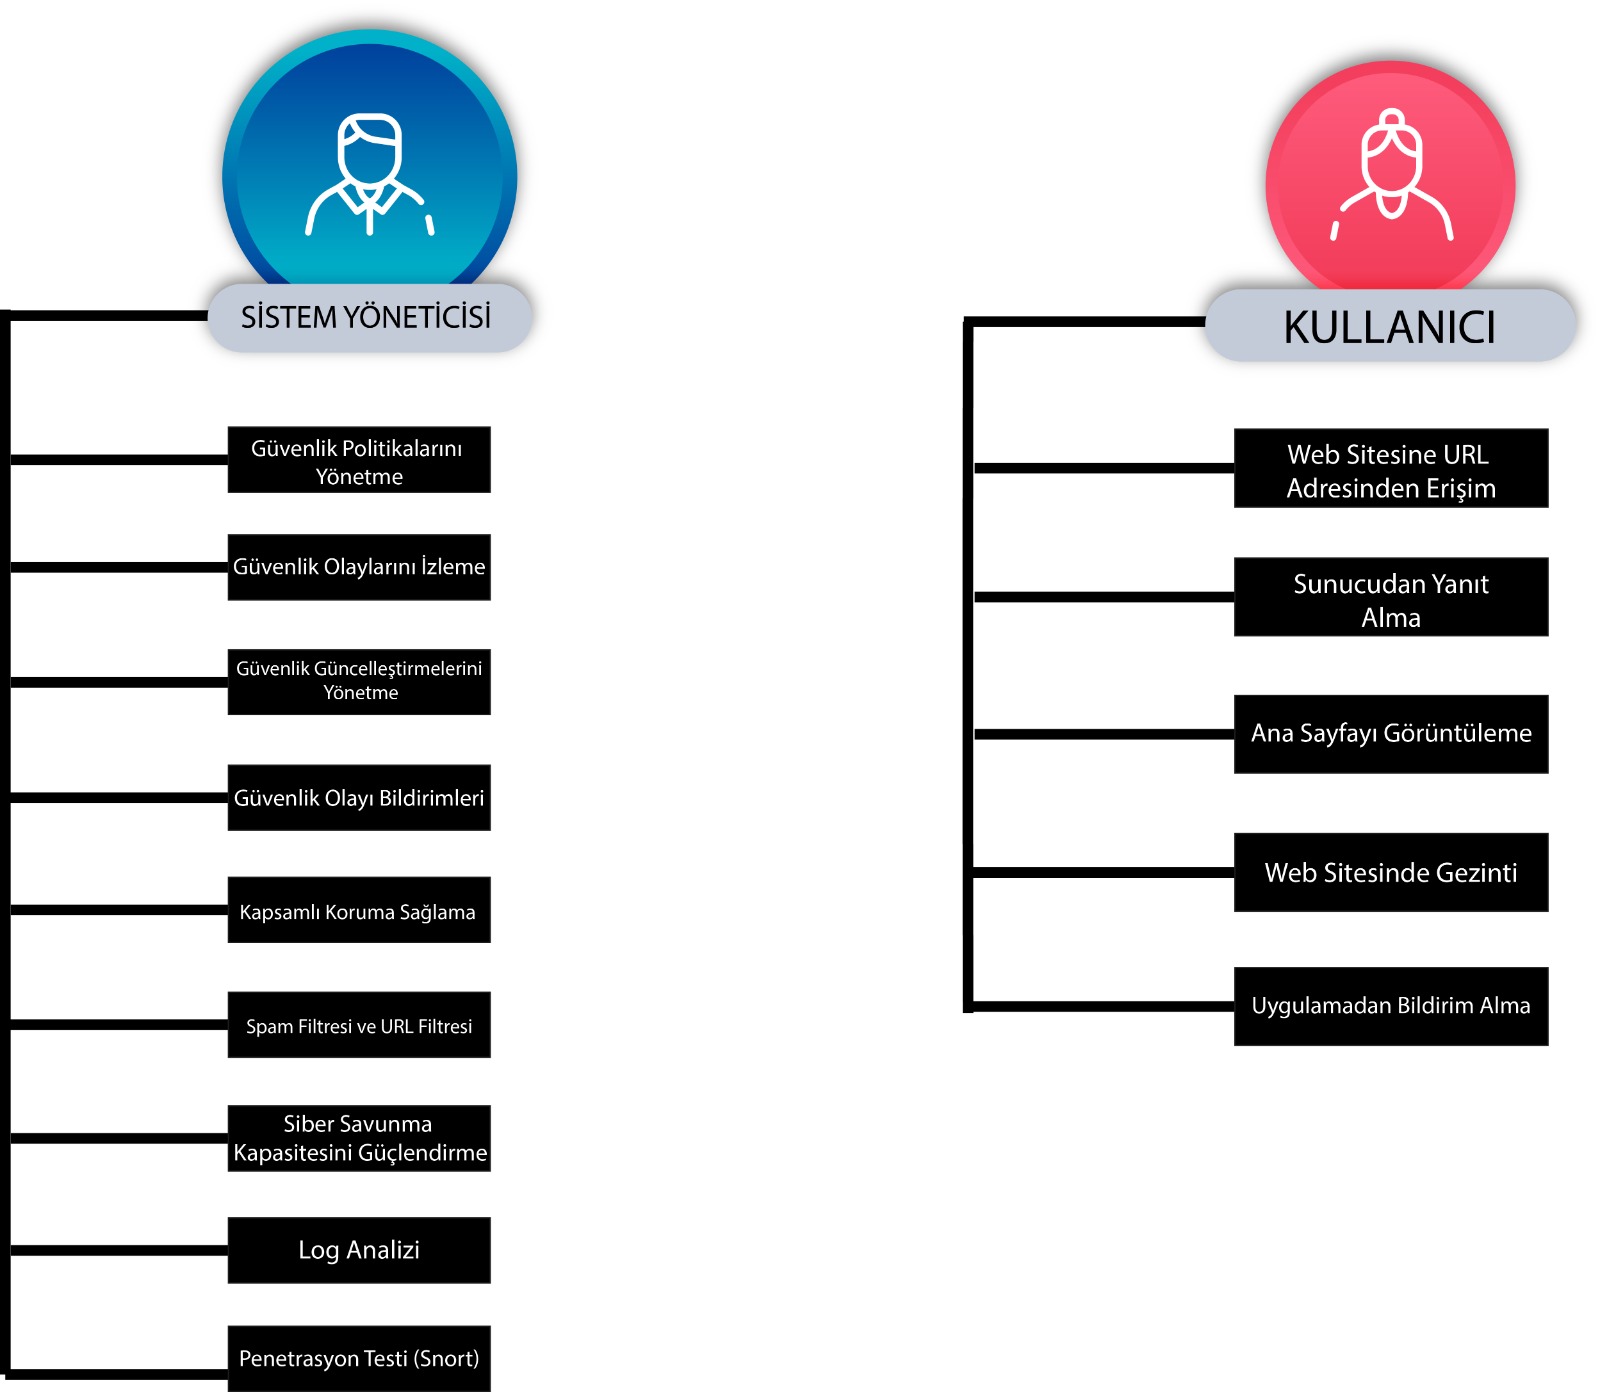 SİSTEM YÖNETİCİSİ
Güvenlik Politikalarını
Yönetme
Güvenlik Olaylarını İzleme
Güvenlik Güncelleştirmelerini
Yönetme
Güvenlik Olayı Bildirimleri
Kapsamlı Koruma Sağlama
Spam Filtresi ve URL Filtresi
Siber Savunma
Kapasitesini Güçlendirme
Log Analizi
Penetrasyon Testi (Snort)
KULLANICI
Web Sitesine URL
Adresinden Erişim
Sunucudan Yanıt
Alma
Ana Sayfayı Görüntüleme
Web Sitesinde Gezinti
Uygulamadan Bildirim Alma